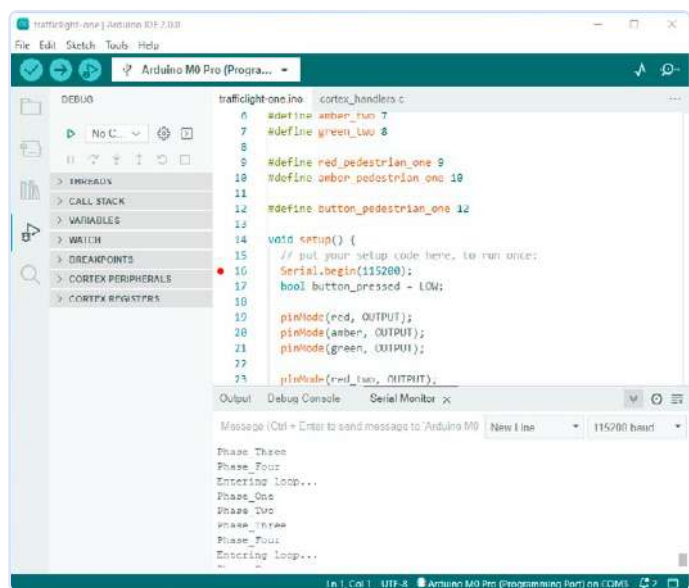 trafficlight-one | Arduino IDE 2.0.0
File Edit Sketch Tools Help
Arduino M0 Pro (Progra...
DEBUG
No C...
THREADS
CALL STACK
VARIABLES
WATCH
BREAKPOINTS
CORTEX PERIPHERALS
CORTEX REGISTERS
trafficlight-one.ino cortex_handlers.c
6 #define amber_two 7
7 #define green_two 8
8
9 #define red_pedestrian_one 9
10 #define amber_pedestrian_one 10
11
12 #define button_pedestrian_one 12
13
14 void setup() {
15 // put your setup code here, to run once:
16 Serial.begin(115200);
17 bool button_pressed = LOW;
18
19 pinMode(red, OUTPUT);
20 pinMode(amber, OUTPUT);
21 pinMode(green, OUTPUT);
22
23 pinMode(red_two, OUTPUT);
Output Debug Console Serial Monitor
Message (Ctrl + Enter to send message to 'Arduino M0 New Line 115200 baud
Phase_Three
Phase_Four
Entering loop...
Phase_One
Phase_Two
Phase_Three
Phase_Four
Entering loop...
Ln 1, Col 1 UTF-8 Arduino M0 Pro (Programming Port) on COM5 2